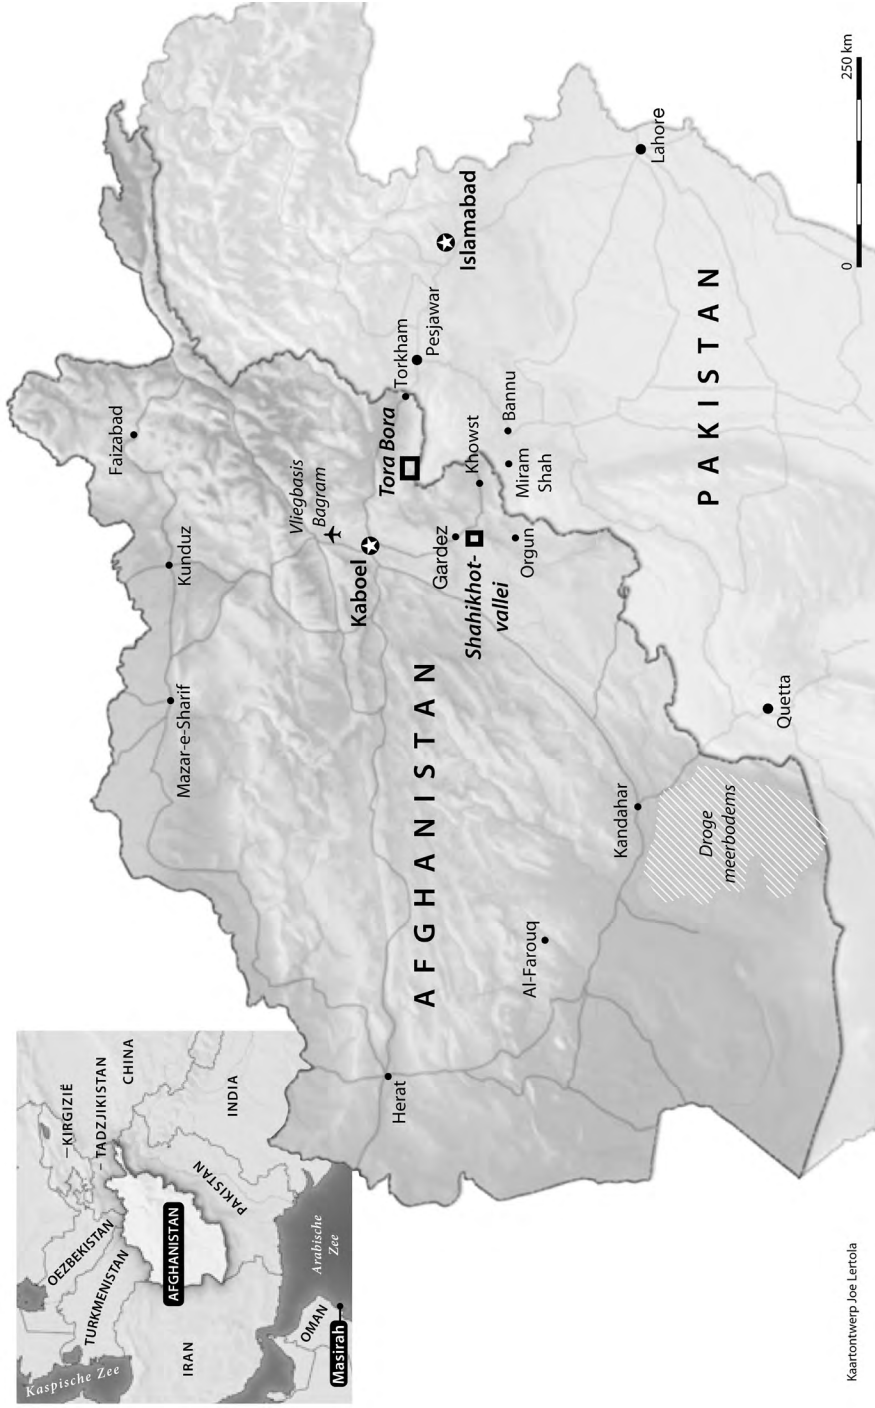 Kaspische Zee
TURKMENISTAN
OEZBEKISTAN
KIRGIZIË
TADZJIKISTAN
CHINA
IRAN
AFGHANISTAN
PAKISTAN
INDIA
OMAN
Masirah
Arabische
Zee
Faizabad
Kunduz
Mazar-e-Sharif
Vliegbasis
Bagram
Kaboel
Tora Bora
Torkham
Pesjawar
Islamabad
Herat
AFGHANISTAN
Gardez
Shahikhot-
vallei
Khowst
Orgun
Miram
Shah
Bannu
Al-Farouq
Kandahar
Lahore
Droge
meerbodems
PAKISTAN
Quetta
0
250 km
Kaartontwerp Joe Lertola